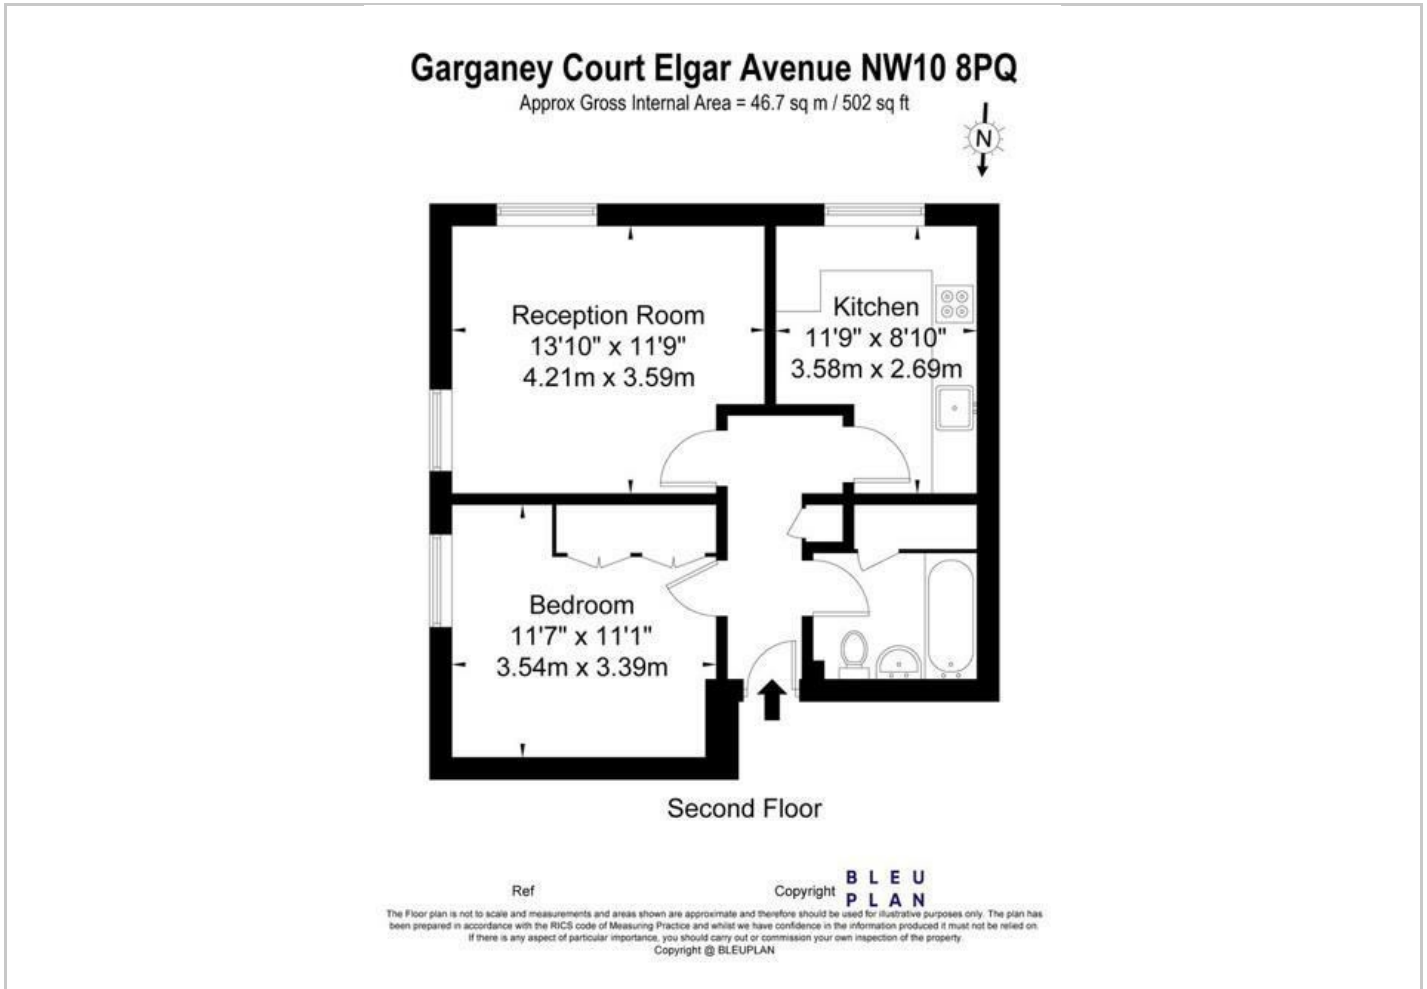 Garganey Court Elgar Avenue NW10 8PQ
Approx Gross Internal Area = 46.7 sq m / 502 sq ft
N
Reception Room
13'10" x 11'9"
4.21m x 3.59m
Kitchen
11'9" x 8'10"
3.58m x 2.69m
Bedroom
11'7" x 11'1"
3.54m x 3.39m
Second Floor
Ref
Copyright
BLEU
PLAN
The Floor plan is not to scale and measurements and areas shown are approximate and therefore should be used for illustrative purposes only. The plan has
been prepared in accordance with the RICS code of Measuring Practice and whilst we have confidence in the information produced it must not be relied on.
If there is any aspect of particular importance, you should carry out or commission your own inspection of the property.
Copyright @ BLEUPLAN